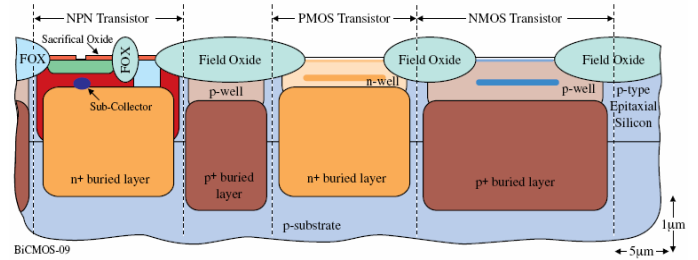 NPN Transistor
PMOS Transistor
NMOS Transistor
Sacrifical Oxide
FOX
FOX
Field Oxide
Field Oxide
Field Oxide
Sub-Collector
p-well
n-well
p-well
p-type
Epitaxial
Silicon
n+ buried layer
p+ buried
layer
n+ buried layer
p+ buried layer
p-substrate
1μm
5μm
BiCMOS-09